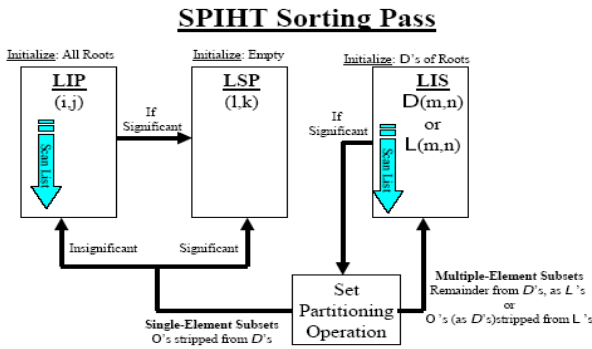 SPIHT Sorting Pass
Initialize: All Roots
Initialize: Empty
Initialize: D's of Roots
LIP
(i,j)
Scan List
If
Significant
LSP
(l,k)
If
Significant
LIS
D(m,n)
or
L(m,n)
Scan List
Insignificant
Significant
Set
Partitioning
Operation
Single-Element Subsets
O's stripped from D's
Multiple-Element Subsets
Remainder from D's, as L's
or
O's (as D's)stripped from L's